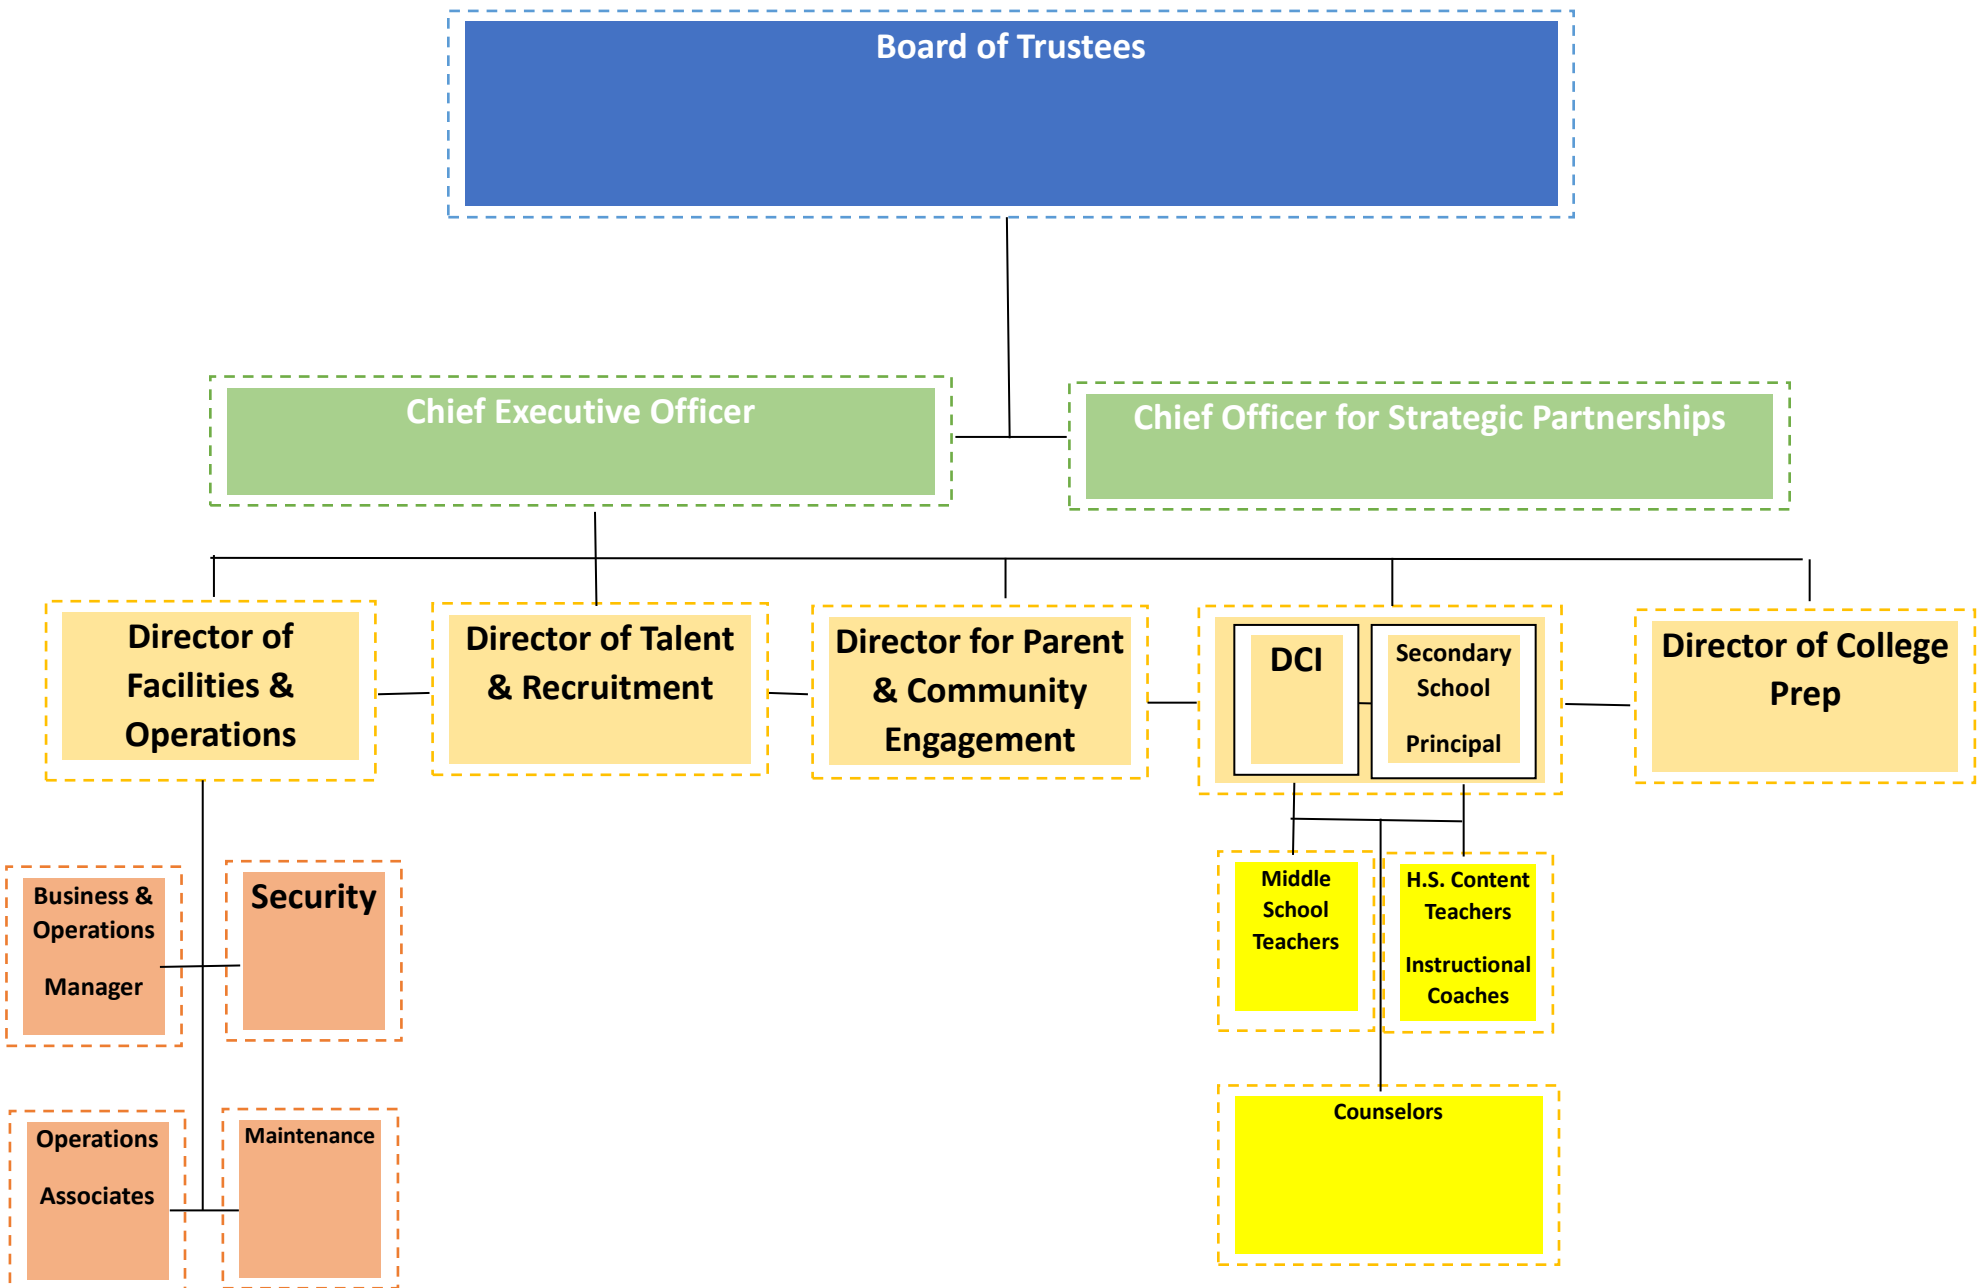 Board of Trustees
Chief Executive Officer
Chief Officer for Strategic Partnerships
Director of
Facilities &
Operations
Director of Talent
& Recruitment
Director for Parent
& Community
Engagement
DCI
Secondary
School
Principal
Director of College
Prep
Business &
Operations
Manager
Security
Middle
School
Teachers
H.S. Content
Teachers
Instructional
Coaches
Operations
Associates
Maintenance
Counselors